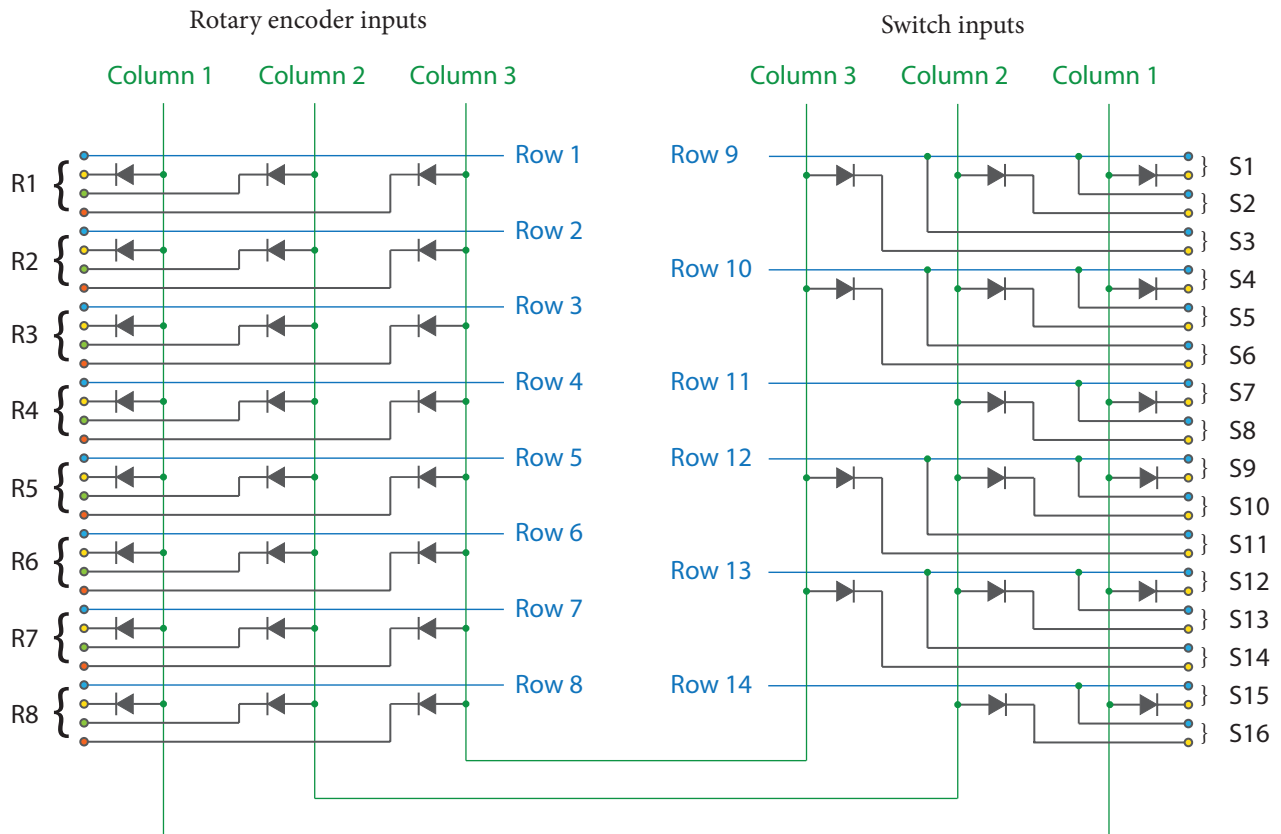 Rotary encoder inputs
Switch inputs
Column 1 Column 2 Column 3
Column 3 Column 2 Column 1
R1
Row 1
R2
Row 2
R3
Row 3
R4
Row 4
R5
Row 5
R6
Row 6
R7
Row 7
R8
Row 8
Row 9
S1
S2
S3
Row 10
S4
S5
S6
Row 11
S7
S8
Row 12
S9
S10
S11
Row 13
S12
S13
S14
Row 14
S15
S16